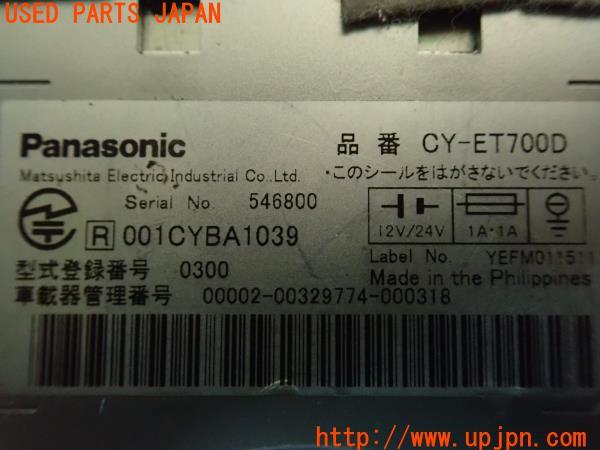 USED PARTS JAPAN
Panasonic
品番 CY-ET700D
Matsushita Electric Industrial Co.,Ltd.
・このシールをはがさないでください。
Serial No. 546800
R 001CYBA1039
12V/24V 1A・1A
型式登録番号 0300
Label No. YEFM011511
Made in the Philippines
車載器管理番号 00002-00329774-000318
http://www.upjpn.com